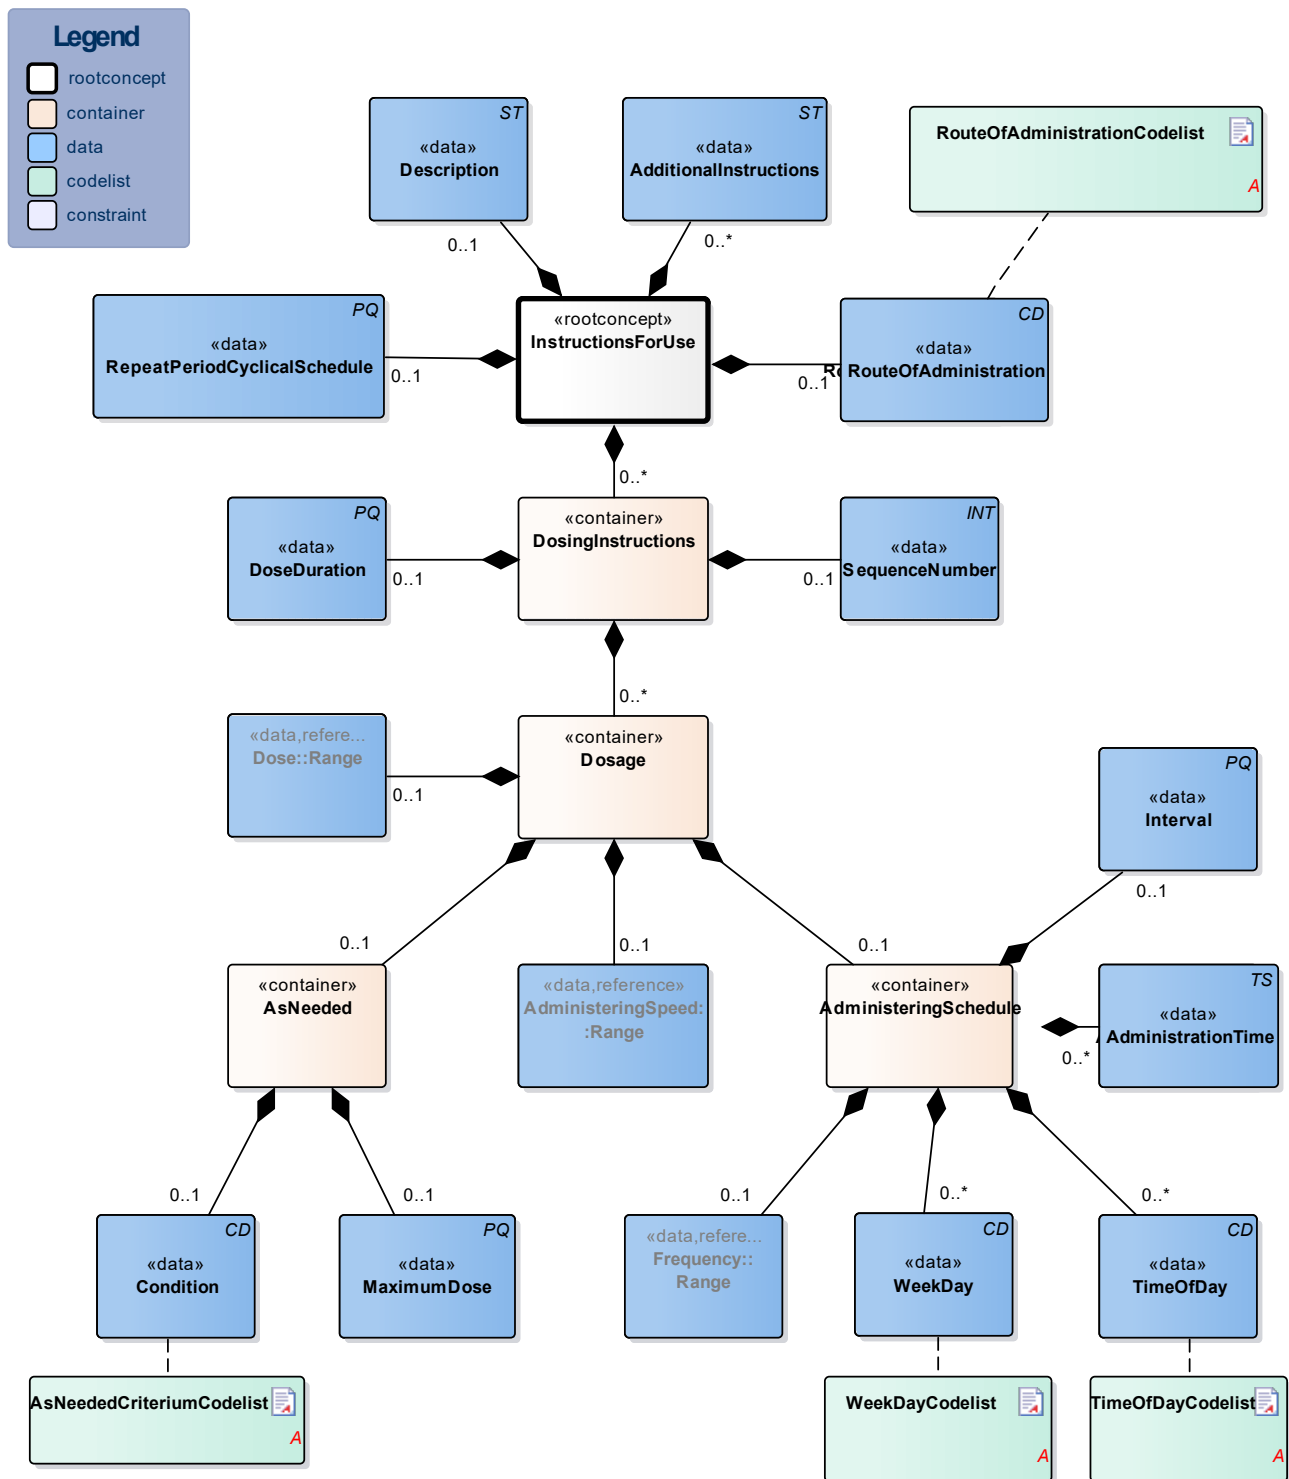 Legend
rootconcept
container
data
codelist
constraint
ST
«data»
Description
ST
«data»
AdditionalInstructions
RouteOfAdministrationCodelist
A
0..1
0..*
PQ
«data»
RepeatPeriodCyclicalSchedule
0..1
«rootconcept»
InstructionsForUse
CD
«data»
RouteOfAdministration
0..1
0..*
PQ
«data»
DoseDuration
0..1
«container»
DosingInstructions
INT
«data»
SequenceNumber
0..1
0..*
«data,refere...
Dose::Range
0..1
«container»
Dosage
PQ
«data»
Interval
0..1
0..1
0..1
0..1
«container»
AsNeeded
«data,reference»
AdministeringSpeed:
:Range
«container»
AdministeringSchedule
TS
«data»
AdministrationTime
0..*
0..1
0..1
0..1
0..*
0..*
CD
«data»
Condition
PQ
«data»
MaximumDose
«data,refere...
Frequency::
Range
CD
«data»
WeekDay
CD
«data»
TimeOfDay
AsNeededCriteriumCodelist
A
WeekDayCodelist
A
TimeOfDayCodelist
A